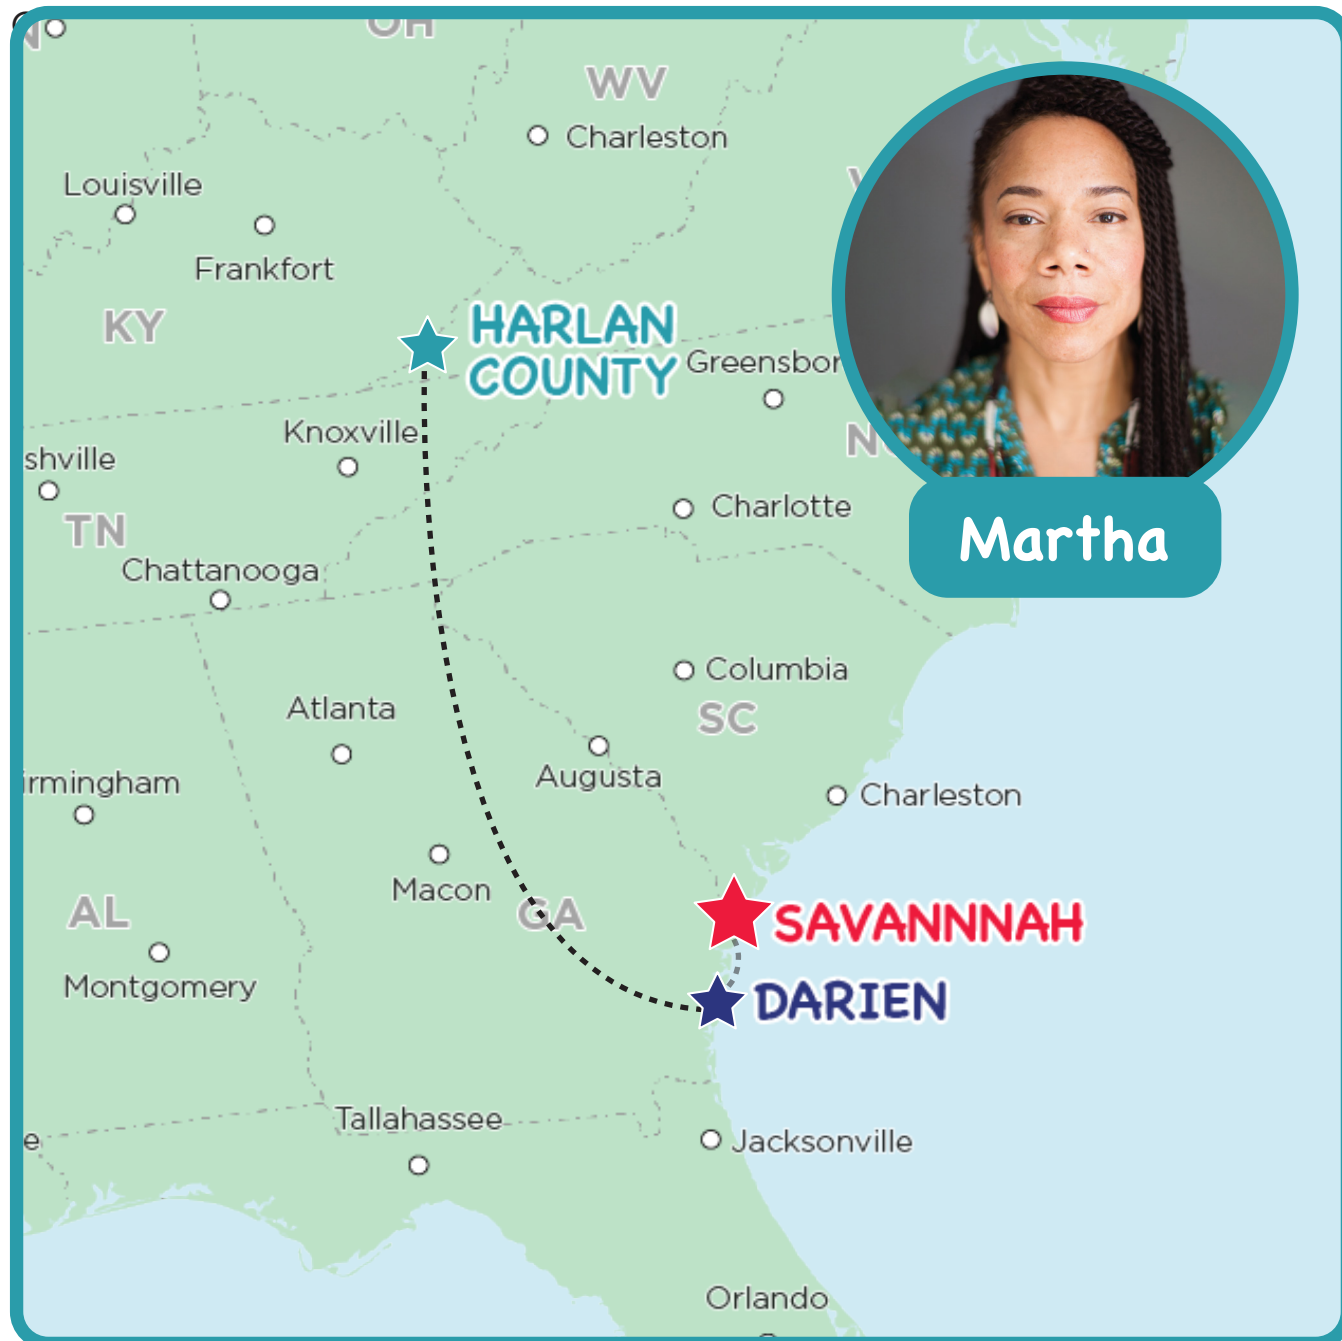 OH
WV
Charleston
Louisville
Frankfort
KY
HARLAN
COUNTY
Greensbor
Knoxville
shville
TN
Charlotte
Martha
Chattanooga
Columbia
SC
Atlanta
Augusta
irmingham
Charleston
Macon
AL
GA
SAVANNNAH
Montgomery
DARIEN
Tallahassee
Jacksonville
e
Orlando